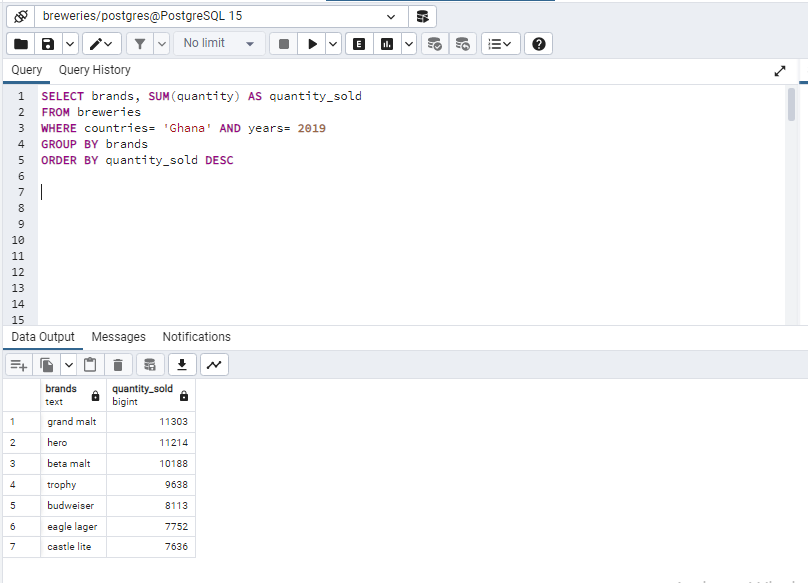 breweries/postgres@PostgreSQL 15
No limit
E
Query Query History
1 SELECT brands, SUM(quantity) AS quantity_sold
2 FROM breweries
3 WHERE countries= 'Ghana' AND years= 2019
4 GROUP BY brands
5 ORDER BY quantity_sold DESC
6
7
8
9
10
11
12
13
14
15
Data Output Messages Notifications
brands quantity_sold
text bigint
1 grand malt 11303
2 hero 11214
3 beta malt 10188
4 trophy 9638
5 budweiser 8113
6 eagle lager 7752
7 castle lite 7636